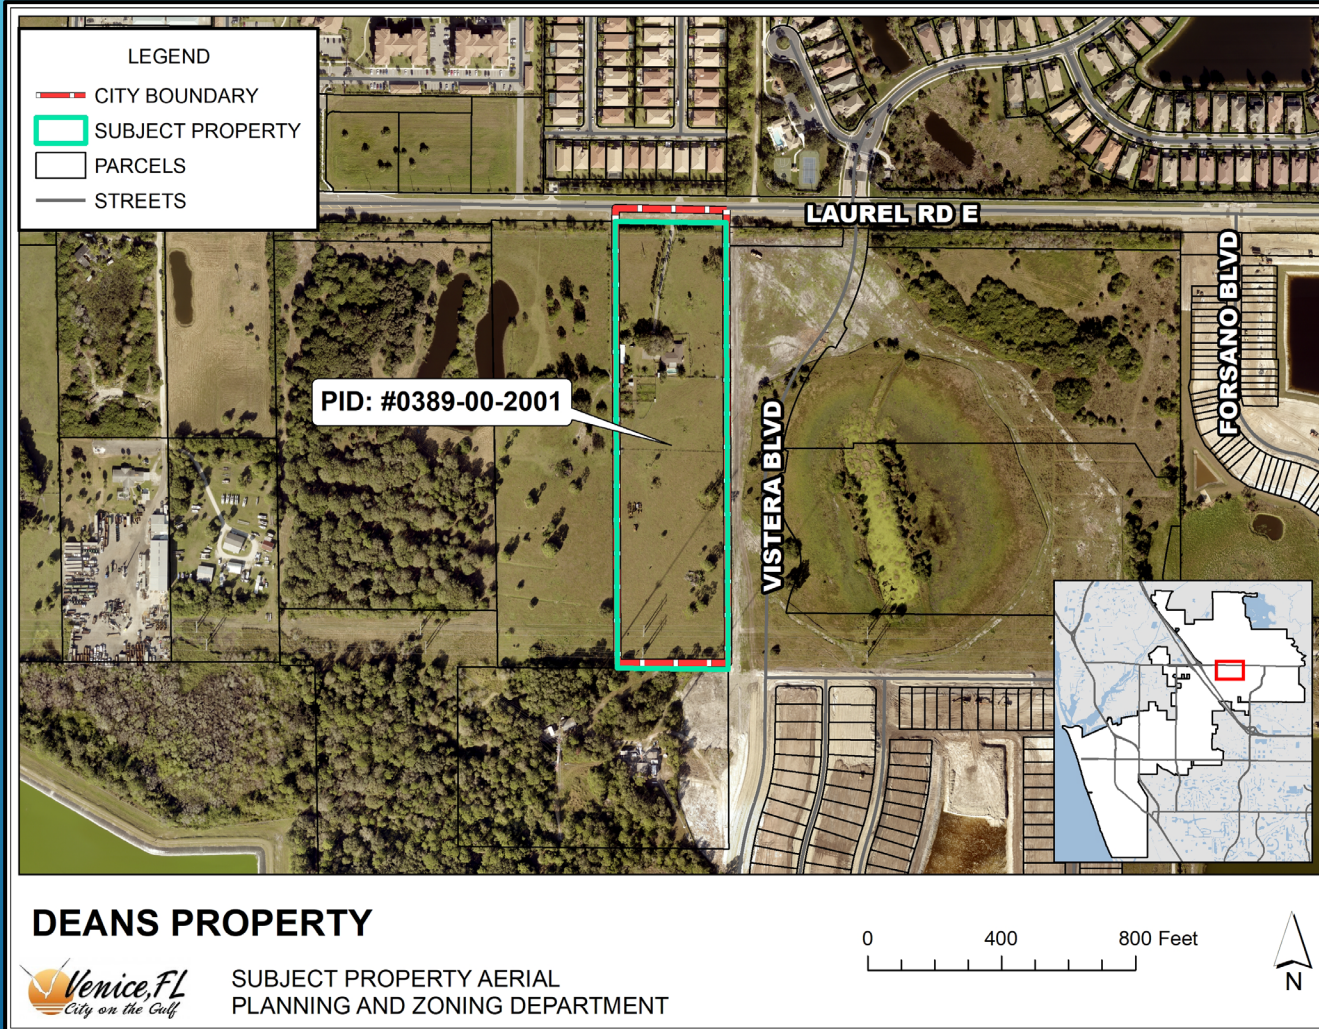 LEGEND
CITY BOUNDARY
SUBJECT PROPERTY
PARCELS
STREETS
LAUREL RD E
FORSANO BLVD
PID: #0389-00-2001
VISTERA BLVD
DEANS PROPERTY
0 400 800 Feet
Venice, FL
City on the Gulf
SUBJECT PROPERTY AERIAL
PLANNING AND ZONING DEPARTMENT
N